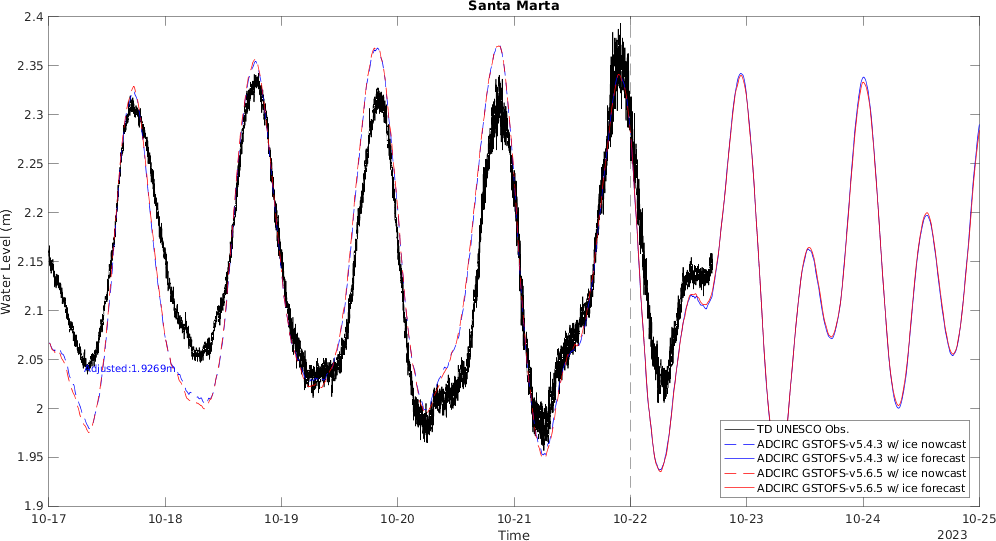 Santa Marta
2.4
2.35
2.3
2.25
2.2
2.15
2.1
2.05
2
1.95
1.9
Water Level (m)
Adjusted:1.9269m
TD UNESCO Obs.
ADCIRC GSTOFS-v5.4.3 w/ ice nowcast
ADCIRC GSTOFS-v5.4.3 w/ ice forecast
ADCIRC GSTOFS-v5.6.5 w/ ice nowcast
ADCIRC GSTOFS-v5.6.5 w/ ice forecast
10-17 10-18 10-19 10-20 10-21 10-22 10-23 10-24 10-25
Time
2023